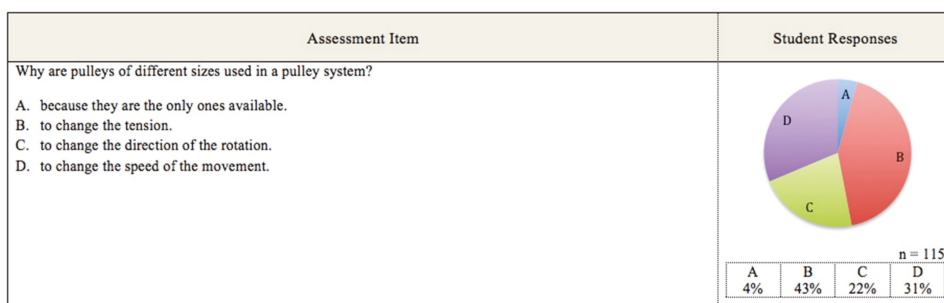 Assessment Item
Student Responses
Why are pulleys of different sizes used in a pulley system?
A. because they are the only ones available.
B. to change the tension.
C. to change the direction of the rotation.
D. to change the speed of the movement.
A
D
B
C
n = 115
A B C D
4% 43% 22% 31%